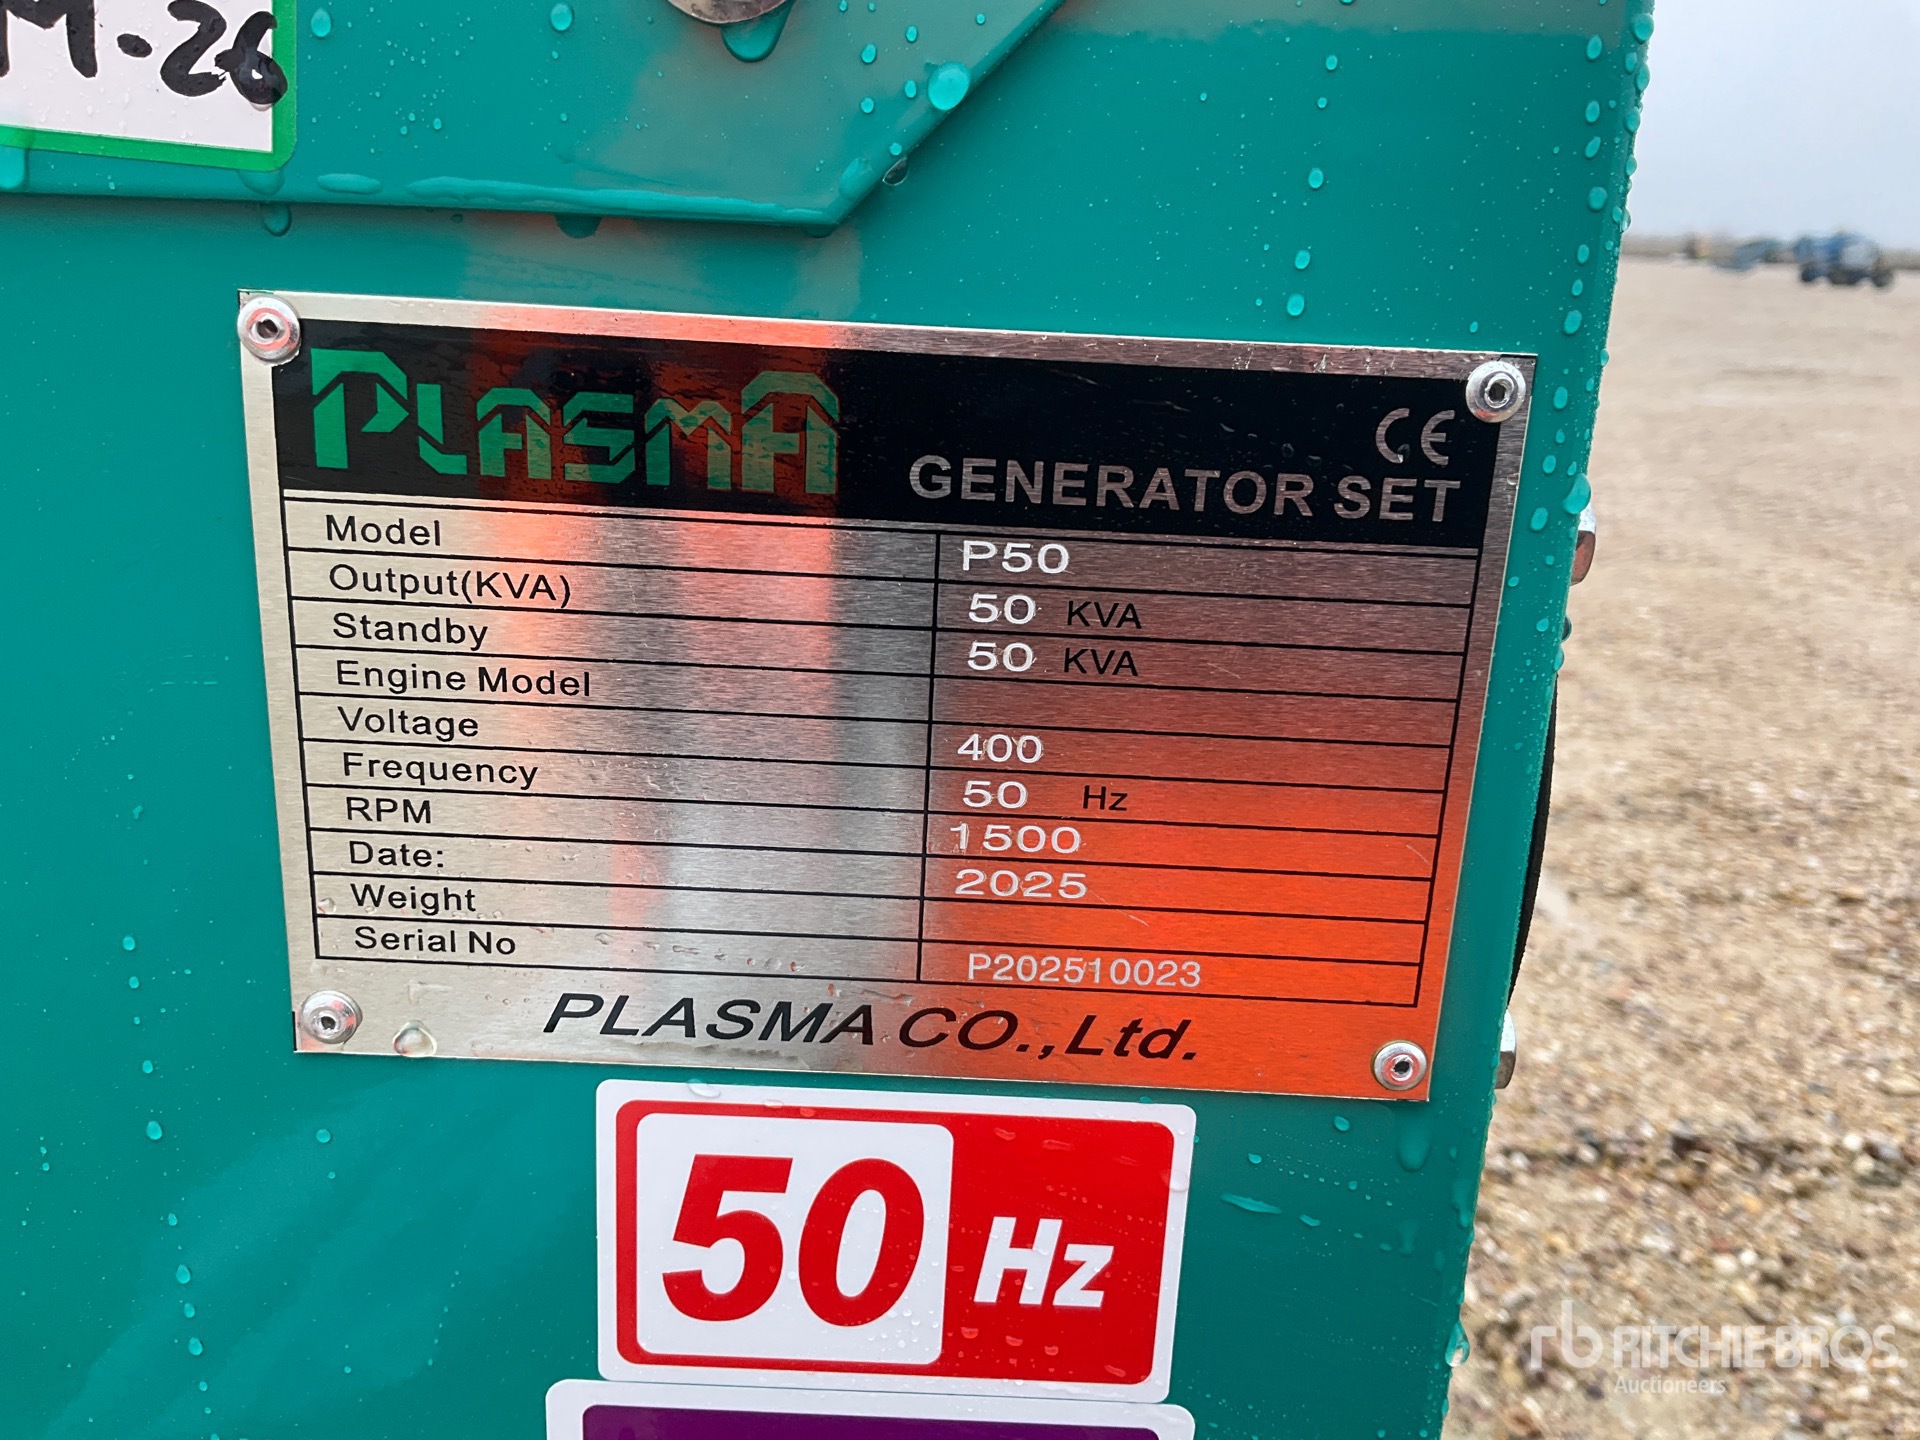 M-26
PLASMA
CE
GENERATOR SET
Model P50
Output(KVA) 50 KVA
Standby 50 KVA
Engine Model
Voltage 400
Frequency 50 Hz
RPM 1500
Date: 2025
Weight
Serial No P202510023
PLASMA CO.,Ltd.
50 Hz
rb RITCHIE BROS.
Auctioneers